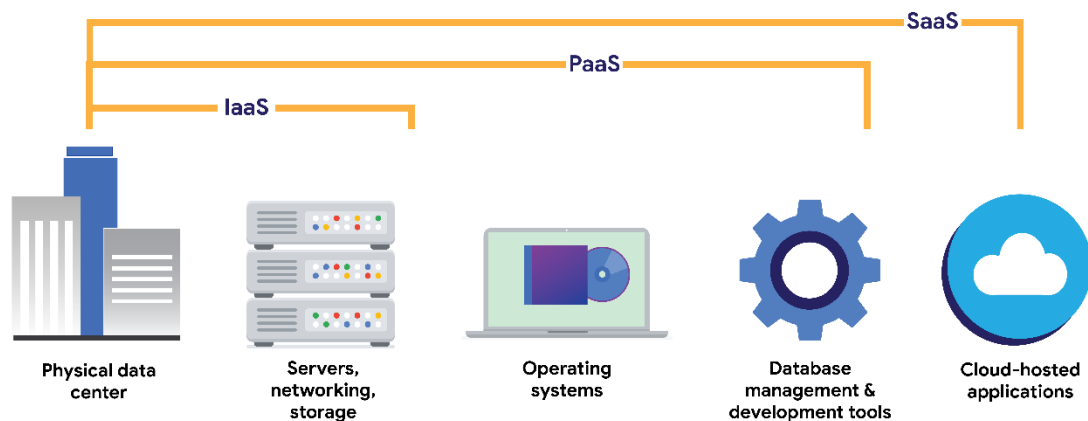 SaaS
PaaS
IaaS
Physical data
center
Servers,
networking,
storage
Operating
systems
Database
management &
development tools
Cloud-hosted
applications